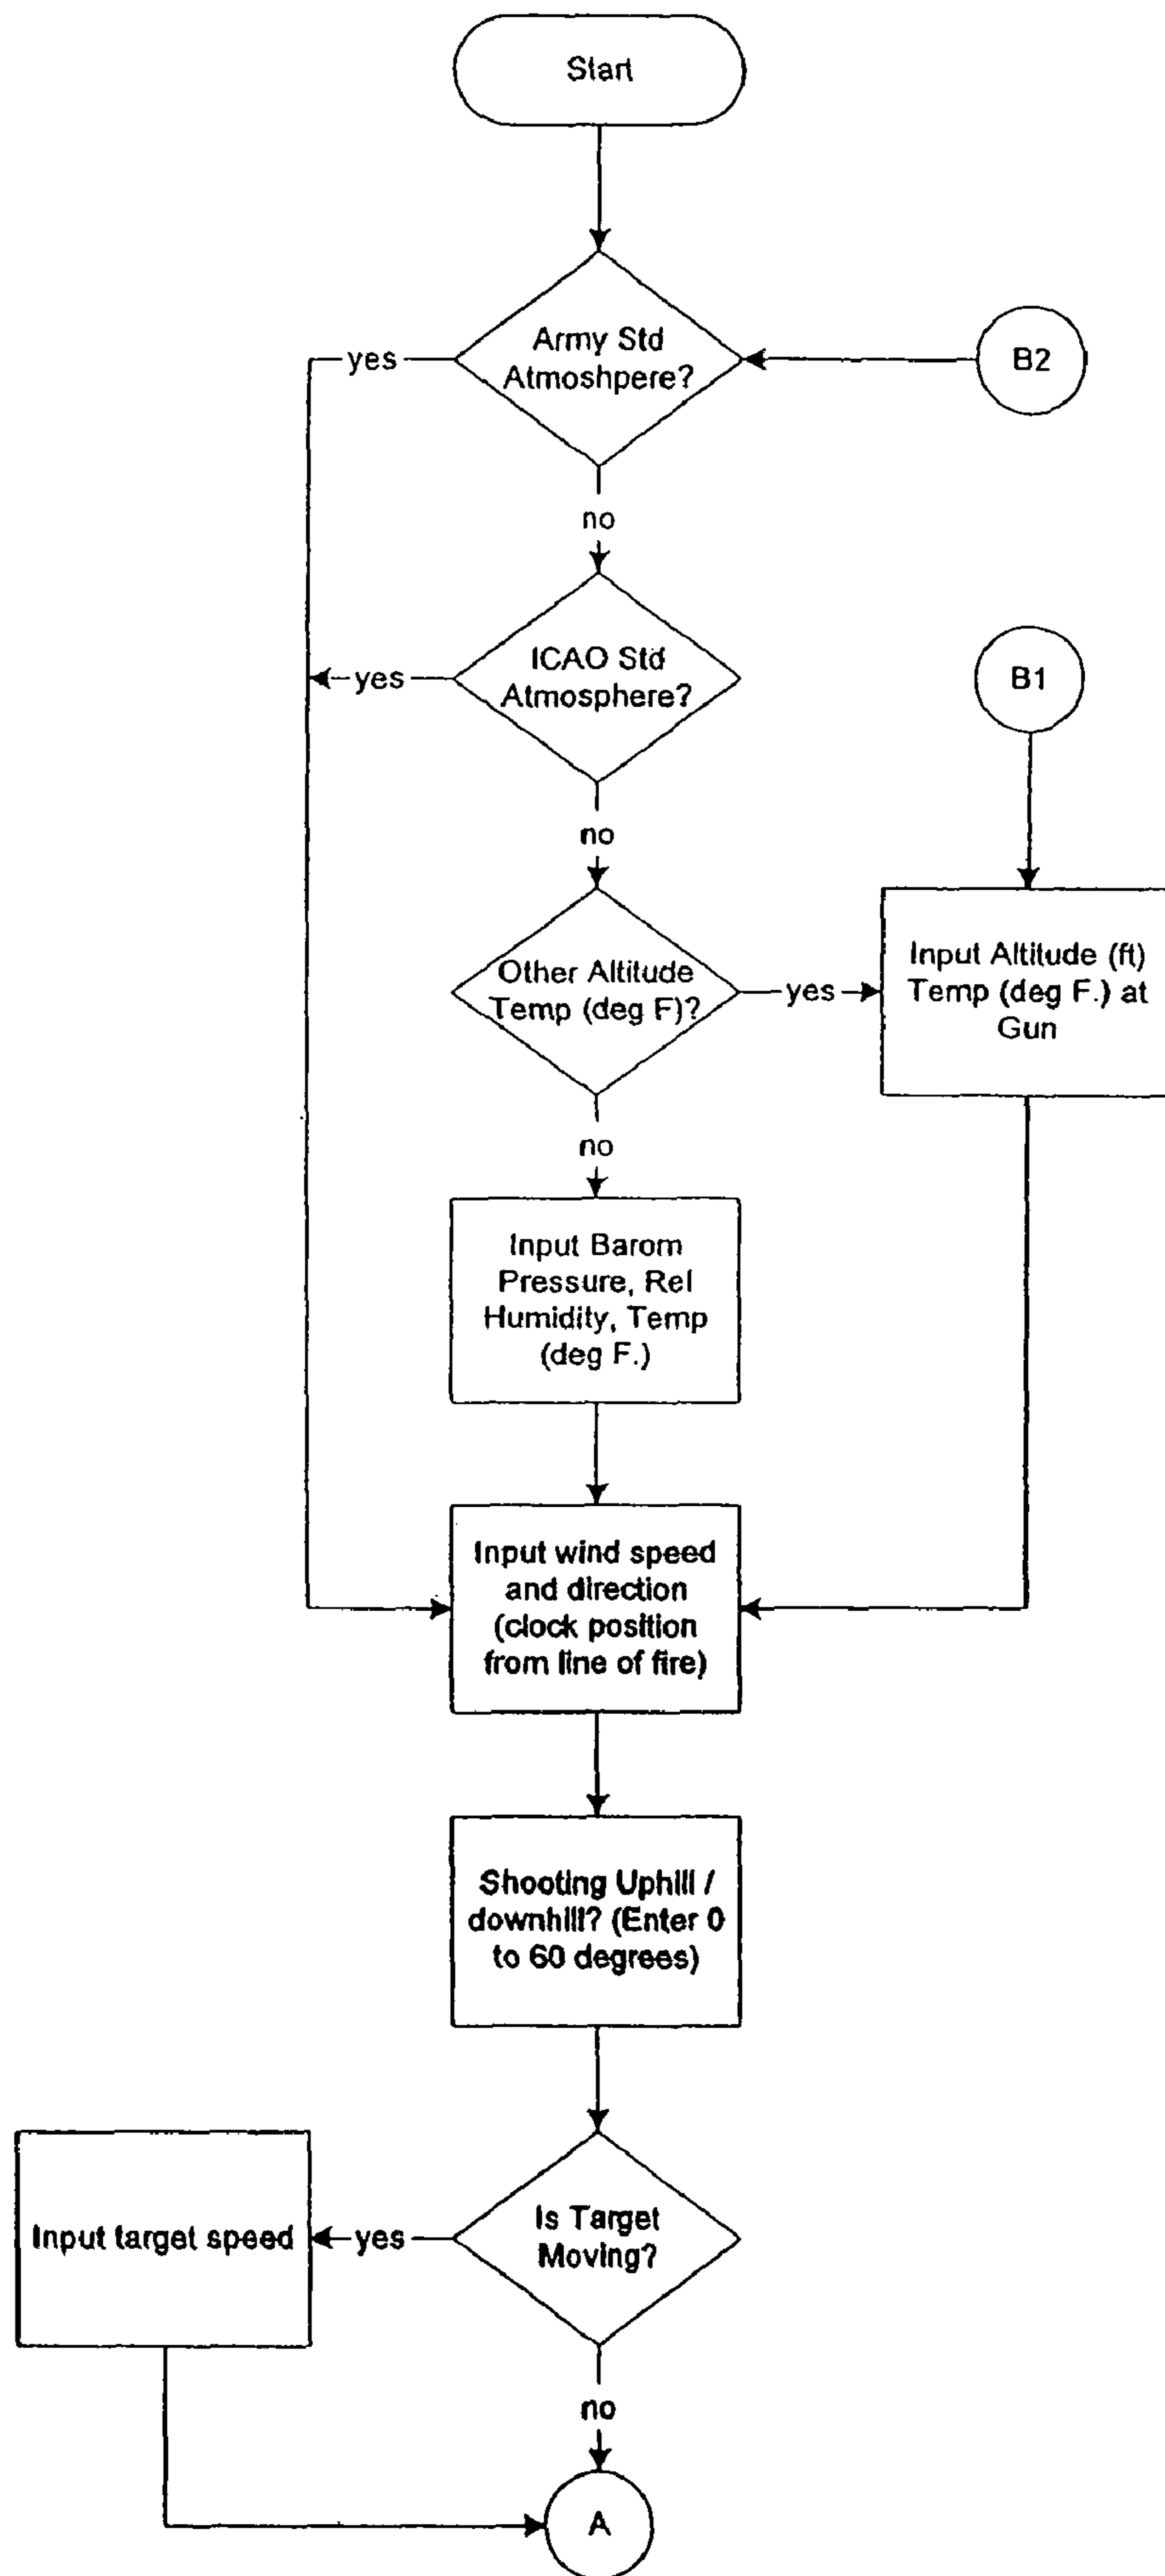 Start
Army Std
Atmoshpere?
yes
B2
no
ICAO Std
Atmosphere?
yes
B1
no
Other Altitude
Temp (deg F)?
yes
Input Altitude (ft)
Temp (deg F.) at
Gun
no
Input Barom
Pressure, Rel
Humidity, Temp
(deg F.)
Input wind speed
and direction
(clock position
from line of fire)
Shooting Uphill /
downhill? (Enter 0
to 60 degrees)
Is Target
Moving?
yes
Input target speed
no
A